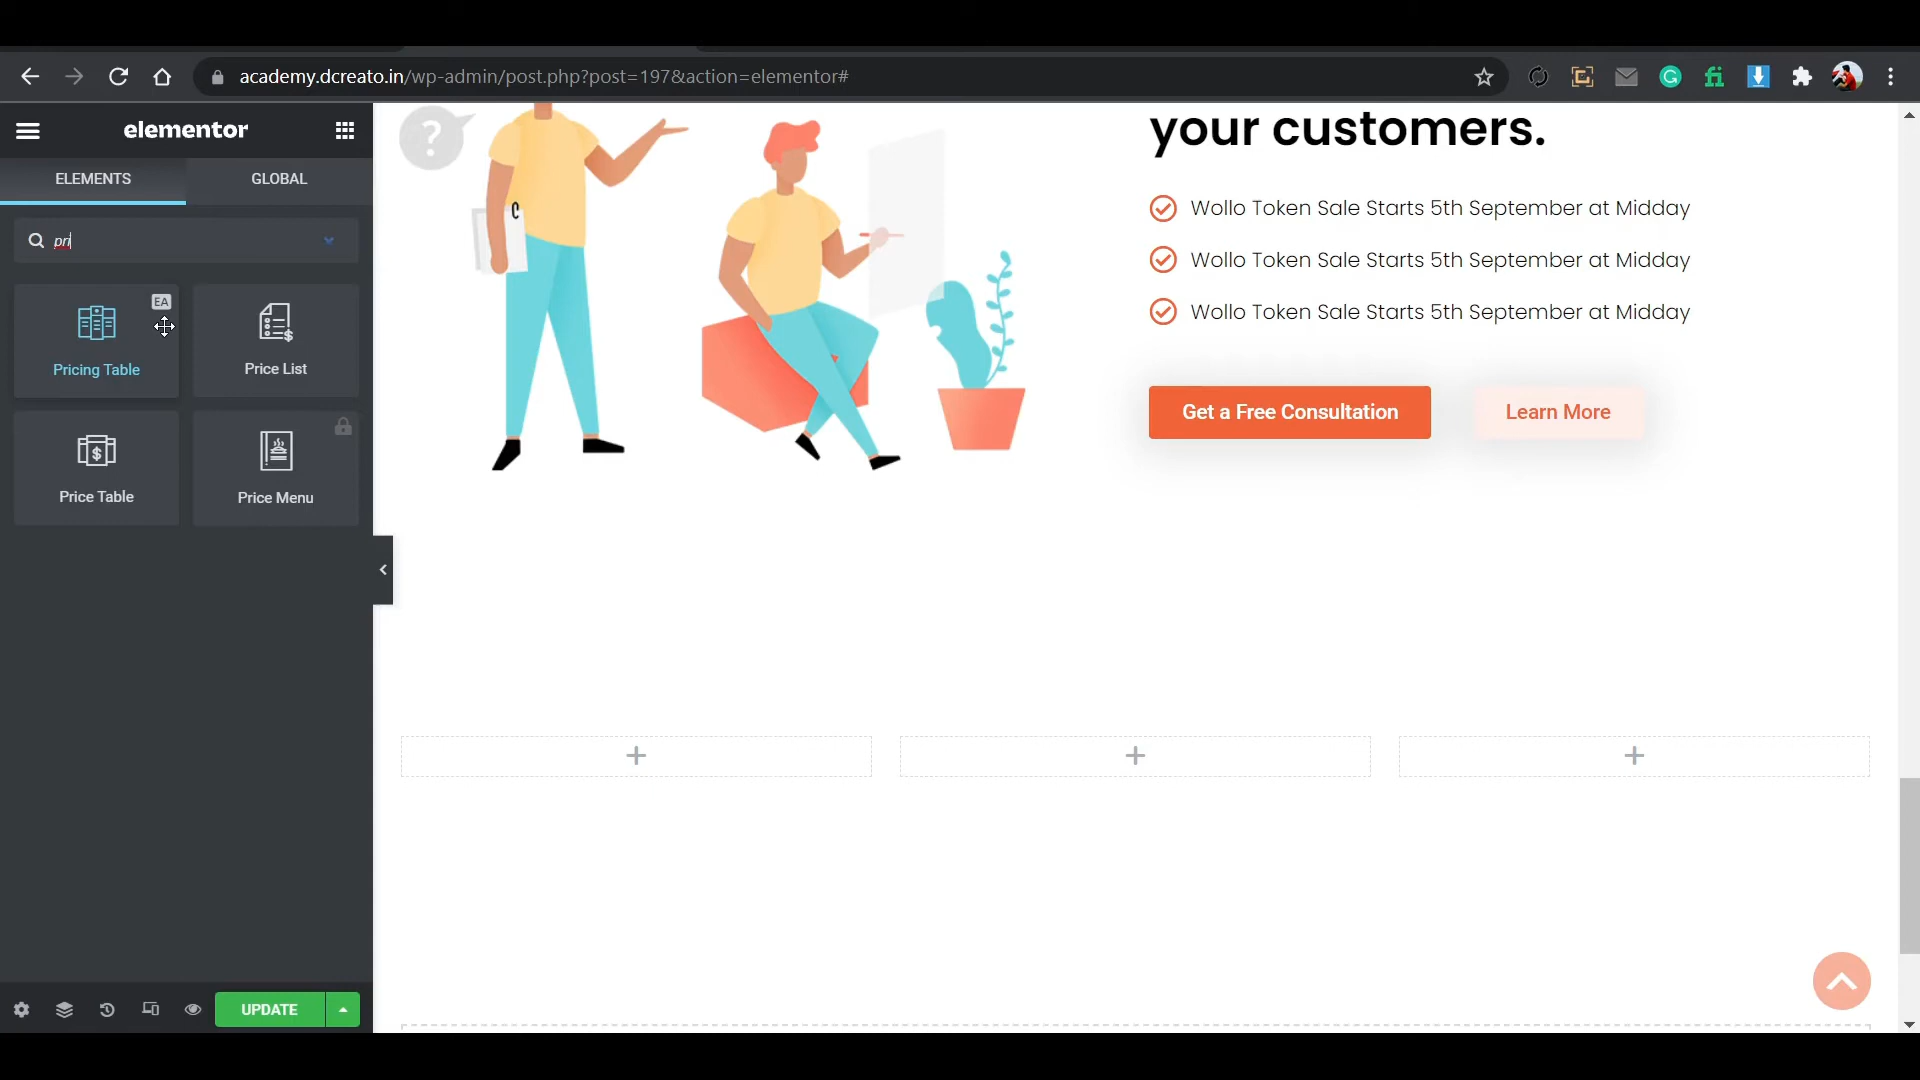 academy.dcreato.in/wp-admin/post.php?post=197&action=elementor#
elementor
ELEMENTS
GLOBAL
pri
EA
Pricing Table
Price List
Price Table
Price Menu
UPDATE
?
your customers.
Wollo Token Sale Starts 5th September at Midday
Wollo Token Sale Starts 5th September at Midday
Wollo Token Sale Starts 5th September at Midday
Get a Free Consultation
Learn More